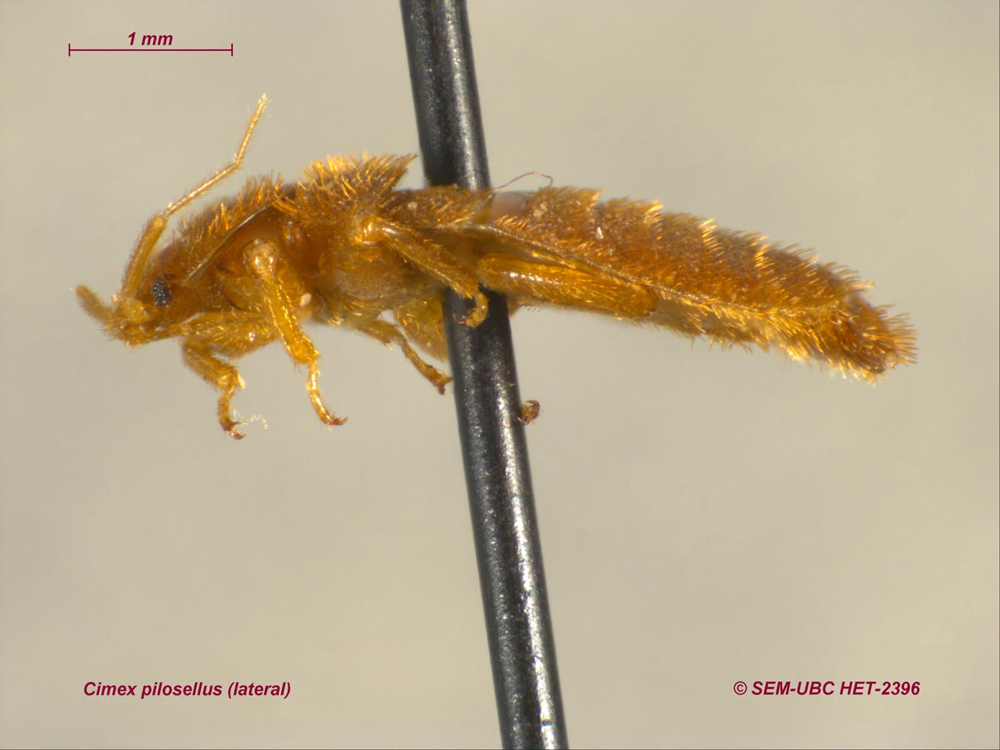 1 mm
Cimex pilosellus (lateral)
© SEM-UBC HET-2396